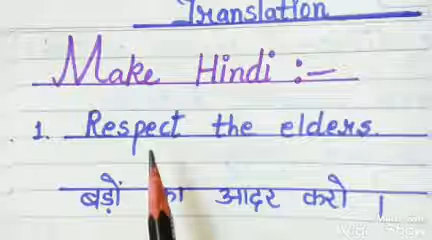 Translation
Make Hindi :-
1. Respect the elders.
बड़ों का आदर करो ।